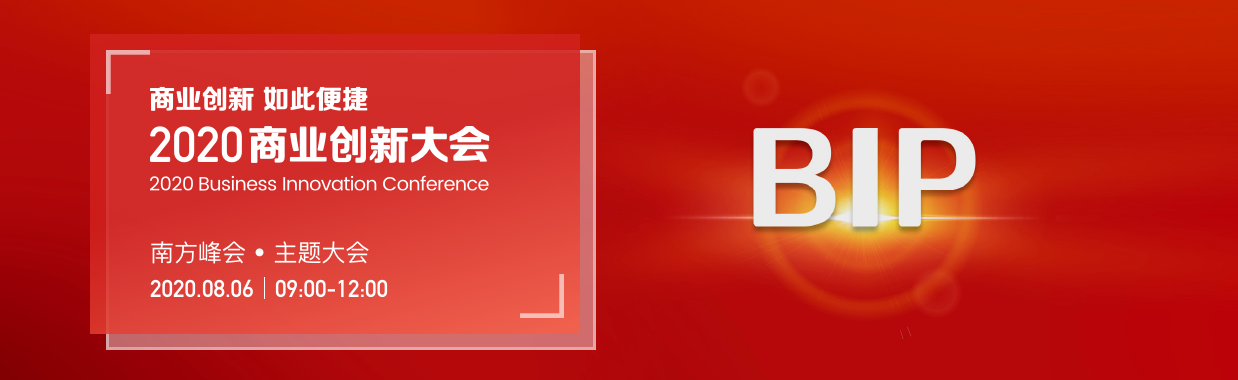 商业创新 如此便捷
2020商业创新大会
2020 Business Innovation Conference
南方峰会 • 主题大会
2020.08.06 | 09:00-12:00
BIP